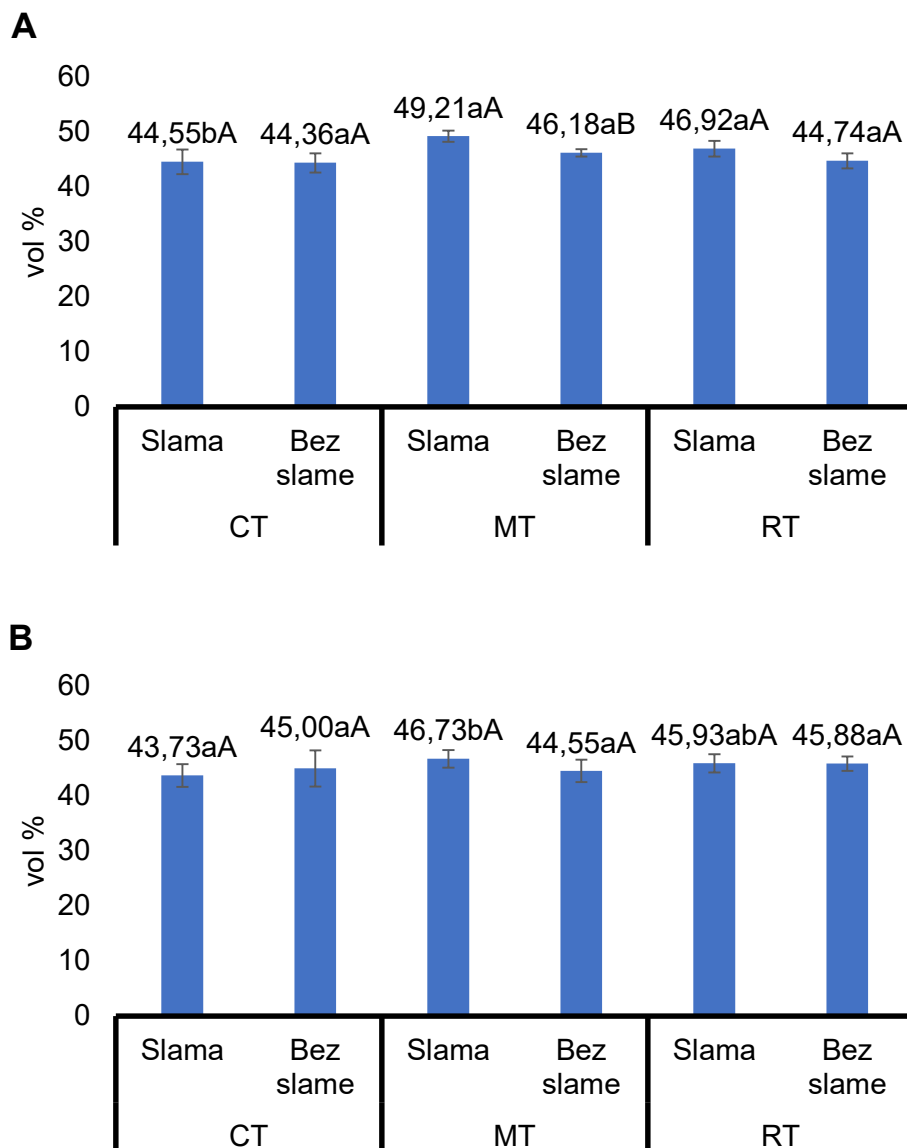 A
60
50
40
30
20
10
0
vol %
44,55bA 44,36aA 49,21aA 46,18aB 46,92aA 44,74aA
Slama Bez slame Slama Bez slame Slama Bez slame
CT MT RT
B
60
50
40
30
20
10
0
vol %
43,73aA 45,00aA 46,73bA 44,55aA 45,93abA 45,88aA
Slama Bez slame Slama Bez slame Slama Bez slame
CT MT RT